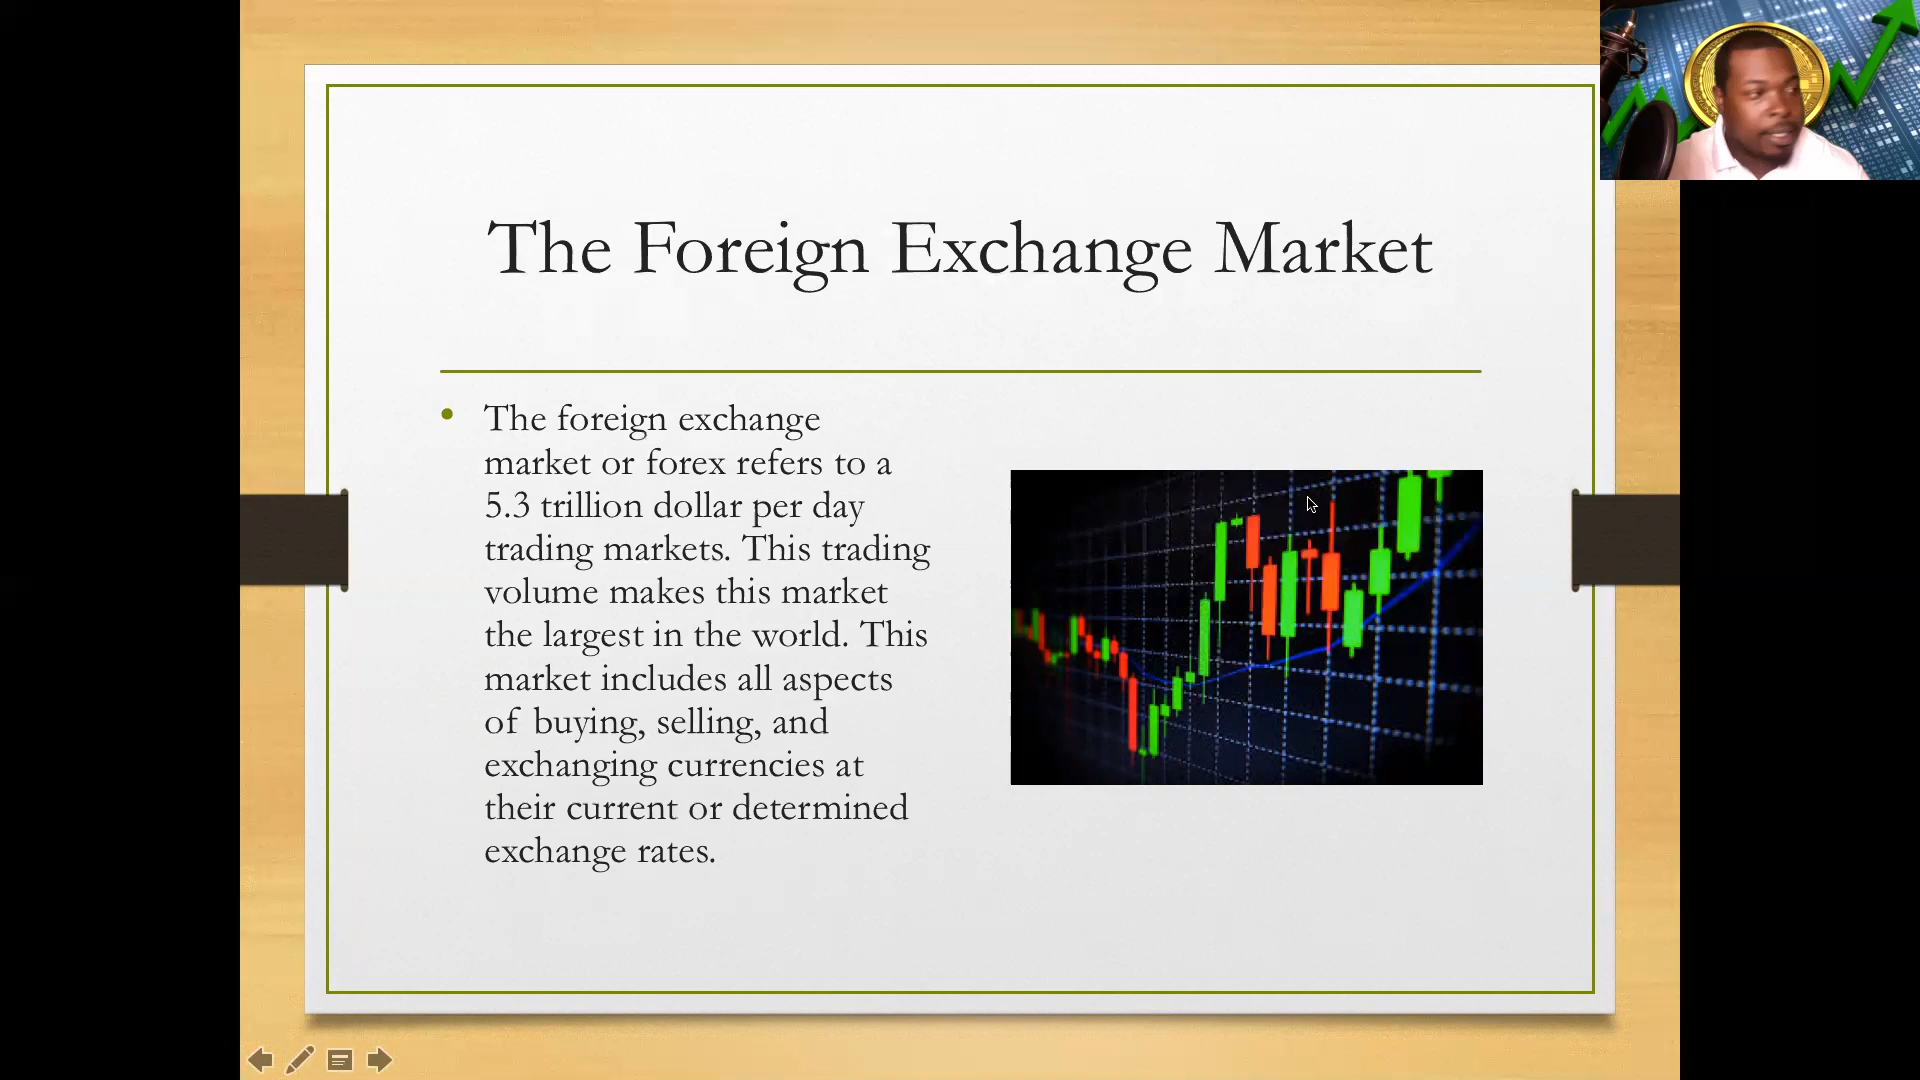 The Foreign Exchange Market
• The foreign exchange
market or forex refers to a
5.3 trillion dollar per day
trading markets. This trading
volume makes this market
the largest in the world. This
market includes all aspects
of buying, selling, and
exchanging currencies at
their current or determined
exchange rates.